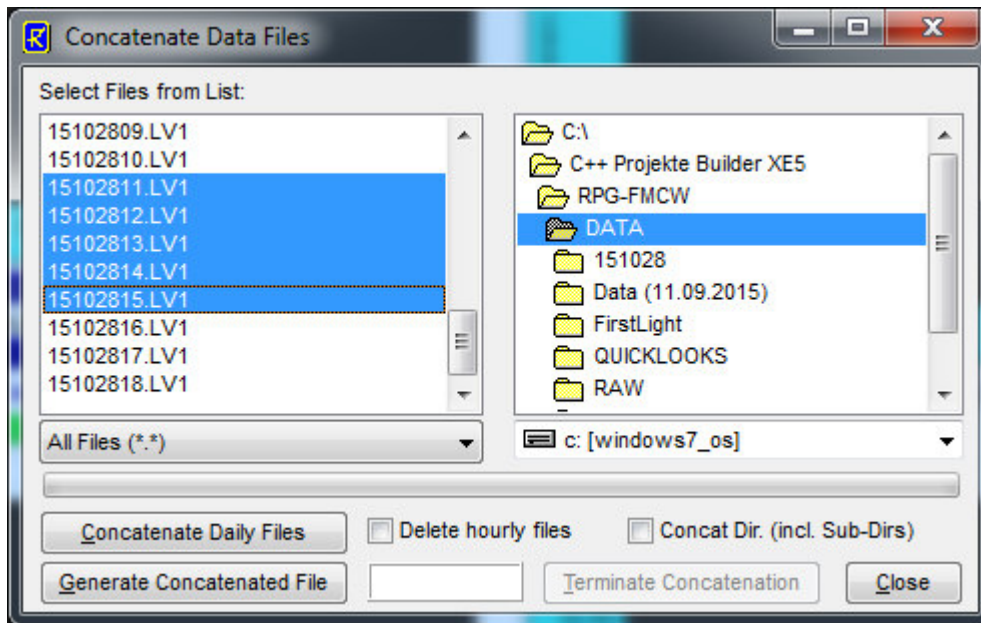 Concatenate Data Files
Select Files from List:
15102809.LV1
15102810.LV1
15102811.LV1
15102812.LV1
15102813.LV1
15102814.LV1
15102815.LV1
15102816.LV1
15102817.LV1
15102818.LV1
C:\
C++ Projekte Builder XE5
RPG-FMCW
DATA
151028
Data (11.09.2015)
FirstLight
QUICKLOOKS
RAW
All Files (*.*)
c: [windows7_os]
Concatenate Daily Files
Delete hourly files
Concat Dir. (incl. Sub-Dirs)
Generate Concatenated File
Terminate Concatenation
Close